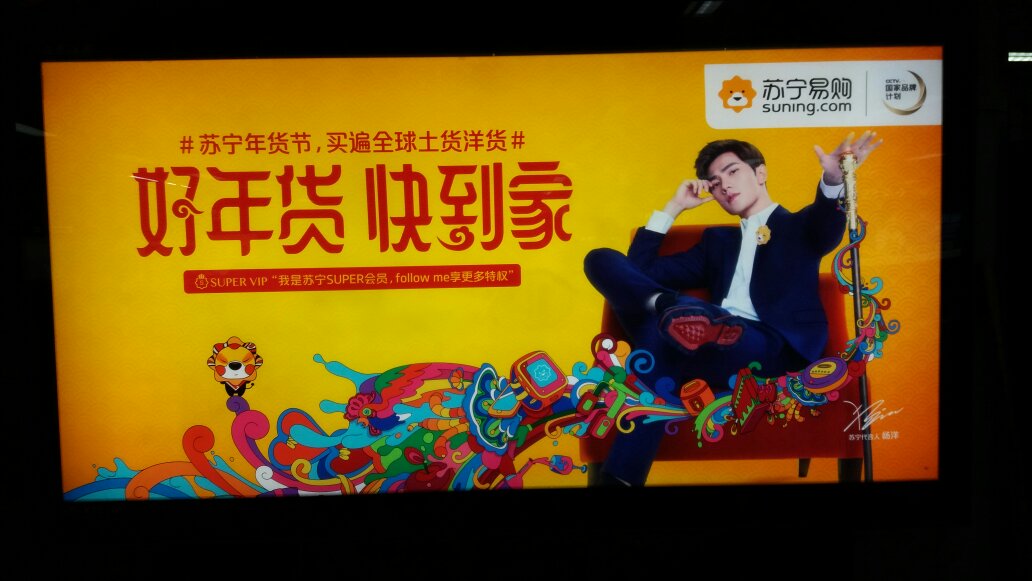 苏宁易购
suning.com
CCTV.
国家品牌
计划
#苏宁年货节,买遍全球土货洋货#
好年货 快到家
SUPER VIP “我是苏宁SUPER会员, follow me享更多特权”
苏宁代言人 杨洋